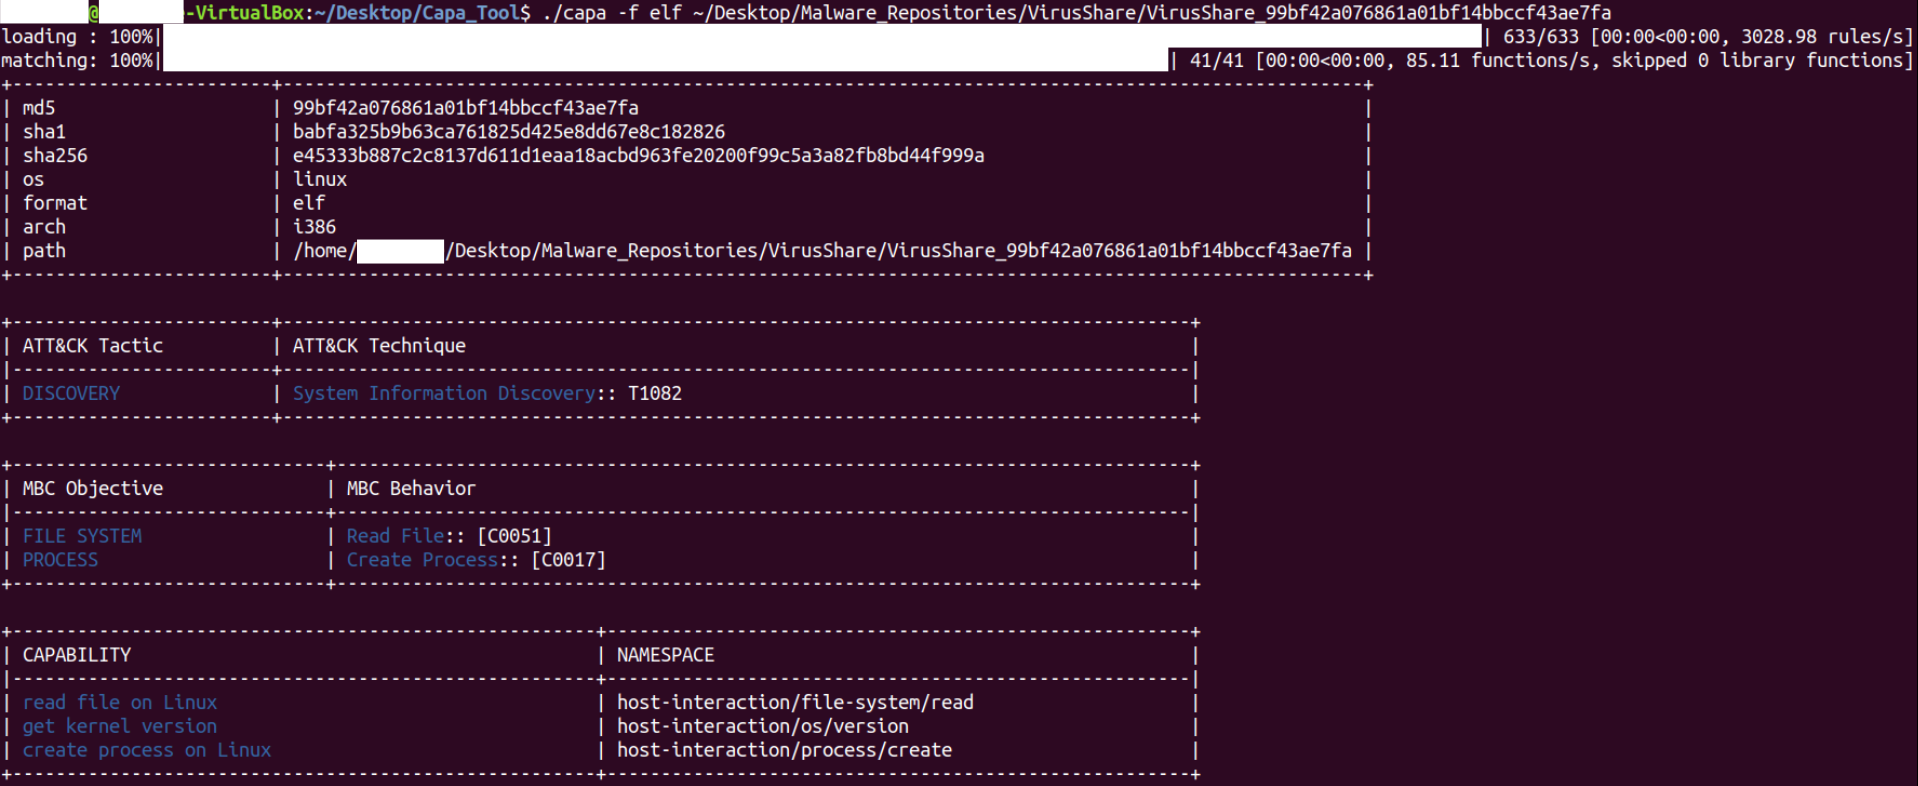 @ -VirtualBox:~/Desktop/Capa_Tool$ ./capa -f elf ~/Desktop/Malware_Repositories/VirusShare/VirusShare_99bf42a076861a01bf14bbccf43ae7fa
loading : 100%| | 633/633 [00:00<00:00, 3028.98 rules/s]
matching: 100%| | 41/41 [00:00<00:00, 85.11 functions/s, skipped 0 library functions]
| md5 | 99bf42a076861a01bf14bbccf43ae7fa |
| sha1 | babfa325b9b63ca761825d425e8dd67e8c182826 |
| sha256 | e45333b887c2c8137d611d1eaa18acbd963fe20200f99c5a3a82fb8bd44f999a |
| os | linux |
| format | elf |
| arch | i386 |
| path | /home/ /Desktop/Malware_Repositories/VirusShare/VirusShare_99bf42a076861a01bf14bbccf43ae7fa |
| ATT&CK Tactic | ATT&CK Technique |
| DISCOVERY | System Information Discovery:: T1082 |
| MBC Objective | MBC Behavior |
| FILE SYSTEM | Read File:: [C0051] |
| PROCESS | Create Process:: [C0017] |
| CAPABILITY | NAMESPACE |
| read file on Linux | host-interaction/file-system/read |
| get kernel version | host-interaction/os/version |
| create process on Linux | host-interaction/process/create |